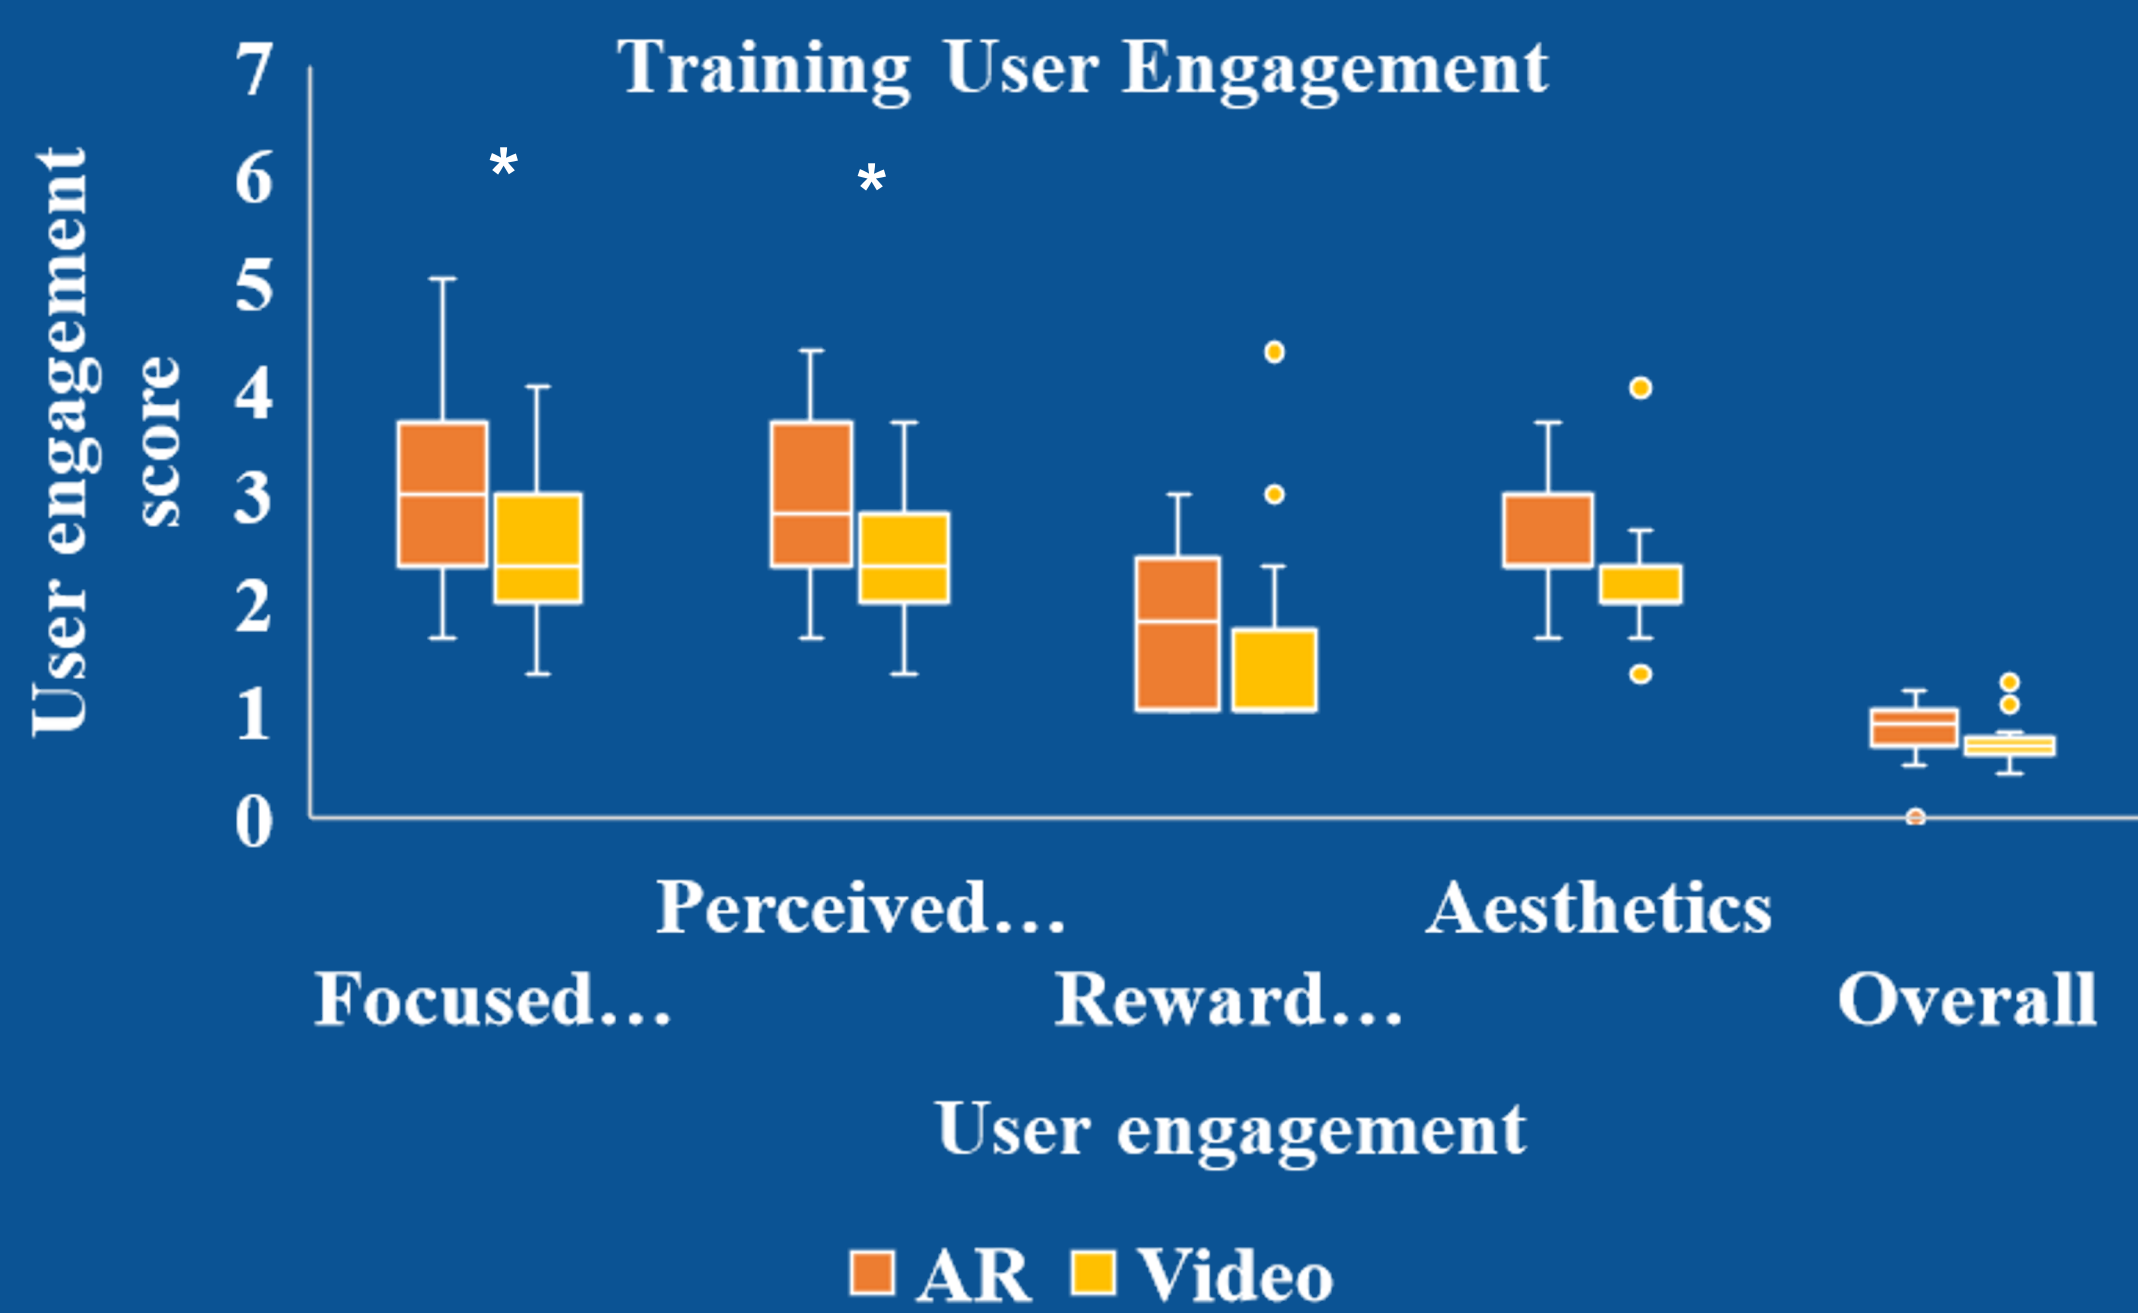 Training User Engagement
7
6
5
4
3
2
1
0
User engagement
score
*
*
Focused…
Perceived…
Reward…
Aesthetics
Overall
User engagement
AR
Video